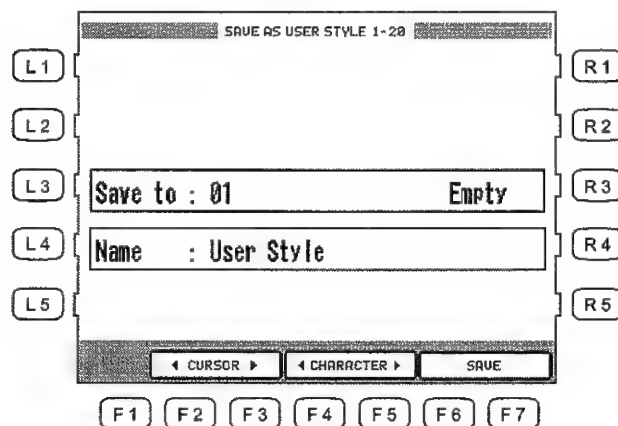 SAVE AS USER STYLE 1-20
L1 R1
L2 R2
L3 Save to : 01 Empty R3
L4 Name : User Style R4
L5 R5
◄ CURSOR ► ◄ CHARACTER ► SAVE
F1 F2 F3 F4 F5 F6 F7